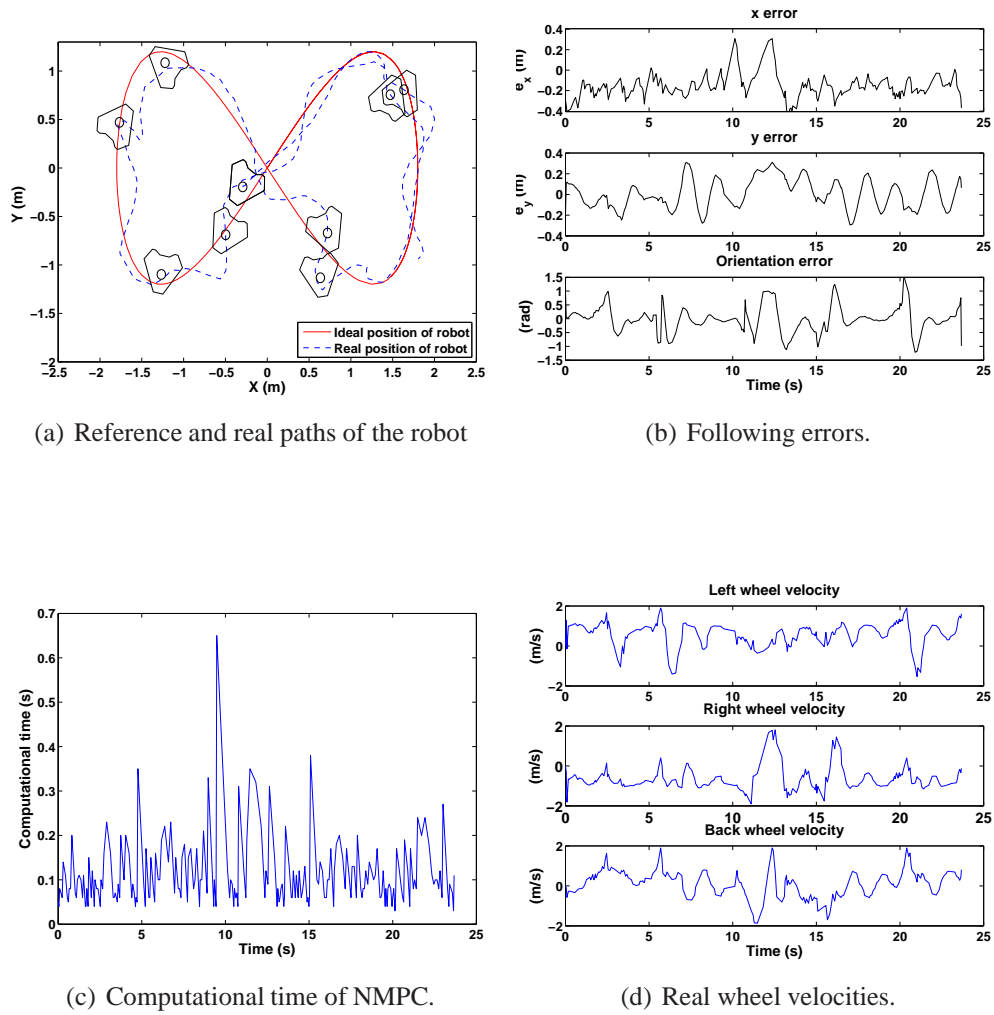 x error
1
0.5
0
−0.5
−1
−1.5
−2
Y (m)
−2.5 −2 −1.5 −1 −0.5 0 0.5 1 1.5 2 2.5
X (m)
Ideal position of robot
Real position of robot
0.4
0.2
0
−0.2
−0.4
e_x (m)
0 5 10 15 20 25
y error
0.4
0.2
0
−0.2
−0.4
e_y (m)
0 5 10 15 20 25
Orientation error
1.5
1
0.5
0
−0.5
−1
−1.5
(rad)
0 5 10 15 20 25
Time (s)
(a) Reference and real paths of the robot
(b) Following errors.
0.7
0.6
0.5
0.4
0.3
0.2
0.1
0
Computational time (s)
0 5 10 15 20 25
Time (s)
Left wheel velocity
2
0
−2
(m/s)
0 5 10 15 20 25
Right wheel velocity
2
0
−2
(m/s)
0 5 10 15 20 25
Back wheel velocity
2
0
−2
(m/s)
0 5 10 15 20 25
Time (s)
(c) Computational time of NMPC.
(d) Real wheel velocities.